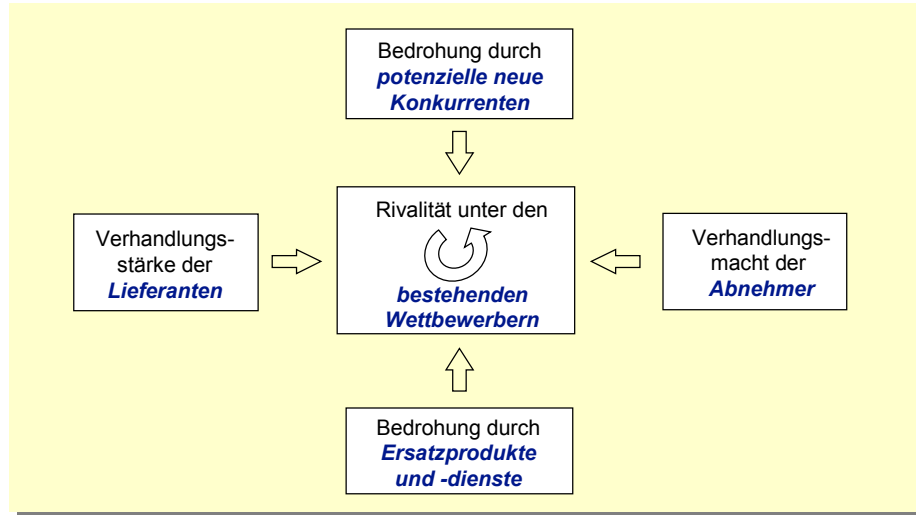 Bedrohung durch
potenzielle neue
Konkurrenten
Verhandlungs-
stärke der
Lieferanten
Rivalität unter den
bestehenden
Wettbewerbern
Verhandlungs-
macht der
Abnehmer
Bedrohung durch
Ersatzprodukte
und -dienste